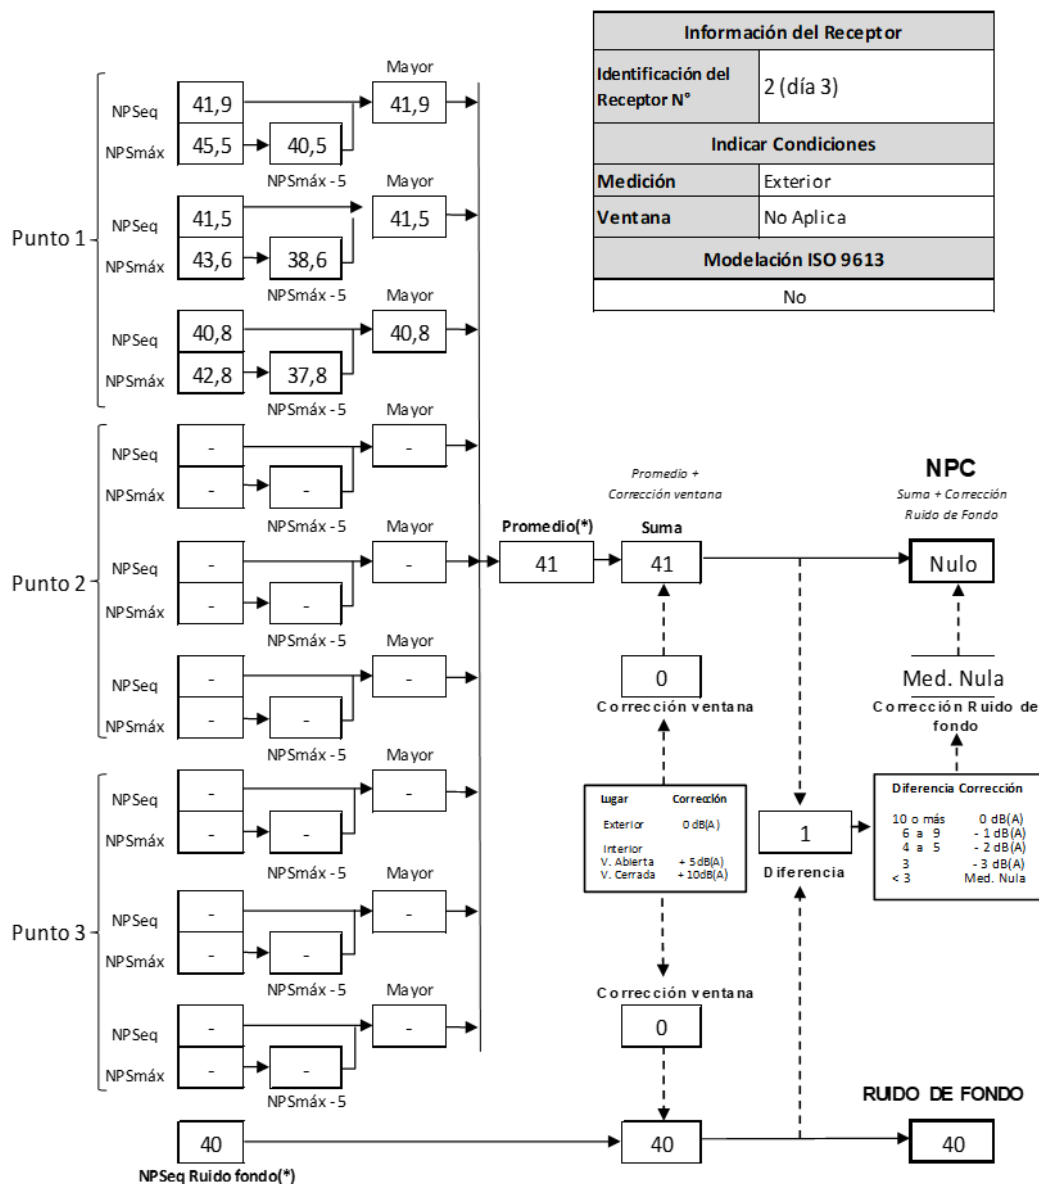 Información del Receptor
Identificación del Receptor N° 2 (día 3)
Indicar Condiciones
Medición Exterior
Ventana No Aplica
Modelación ISO 9613
No
Punto 1
Mayor
NPSeq 41,9 41,9
NPSmáx 45,5 40,5
NPSmáx - 5
Mayor
NPSeq 41,5 41,5
NPSmáx 43,6 38,6
NPSmáx - 5
Mayor
NPSeq 40,8 40,8
NPSmáx 42,8 37,8
NPSmáx - 5
Punto 2
Mayor
NPSeq - -
NPSmáx - -
NPSmáx - 5
Mayor
NPSeq - -
NPSmáx - -
NPSmáx - 5
Mayor
NPSeq - -
NPSmáx - -
NPSmáx - 5
Punto 3
Mayor
NPSeq - -
NPSmáx - -
NPSmáx - 5
Mayor
NPSeq - -
NPSmáx - -
NPSmáx - 5
Mayor
NPSeq - -
NPSmáx - -
NPSmáx - 5
40
NPSeq Ruido fondo(*)
Promedio(*)
41
Promedio +
Corrección ventana
Suma
41
0
Corrección ventana
Lugar Corrección
Exterior 0 dB(A)
Interior
V. Abierta + 5dB(A)
V. Cerrada + 10dB(A)
Corrección ventana
0
40
1
Diferencia
NPC
Suma + Corrección
Ruido de Fondo
Nulo
Med. Nula
Corrección Ruido de
fondo
Diferencia Corrección
10 o más 0 dB(A)
6 a 9 - 1 dB(A)
4 a 5 - 2 dB(A)
3 - 3 dB(A)
< 3 Med. Nula
RUIDO DE FONDO
40